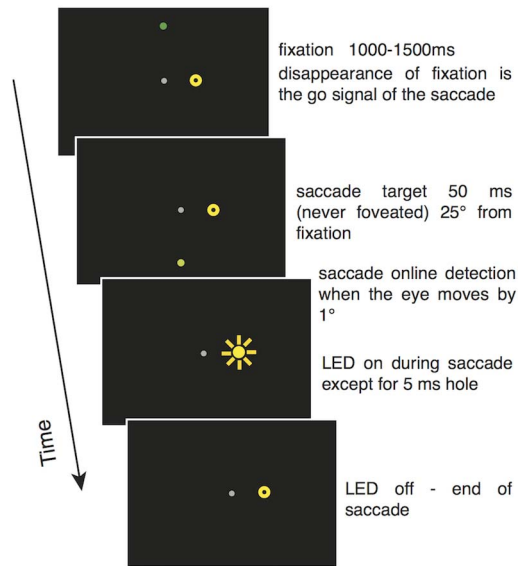 fixation 1000-1500ms
disappearance of fixation is
the go signal of the saccade
saccade target 50 ms
(never foveated) 25° from
fixation
saccade online detection
when the eye moves by
1°
LED on during saccade
except for 5 ms hole
Time
LED off - end of
saccade